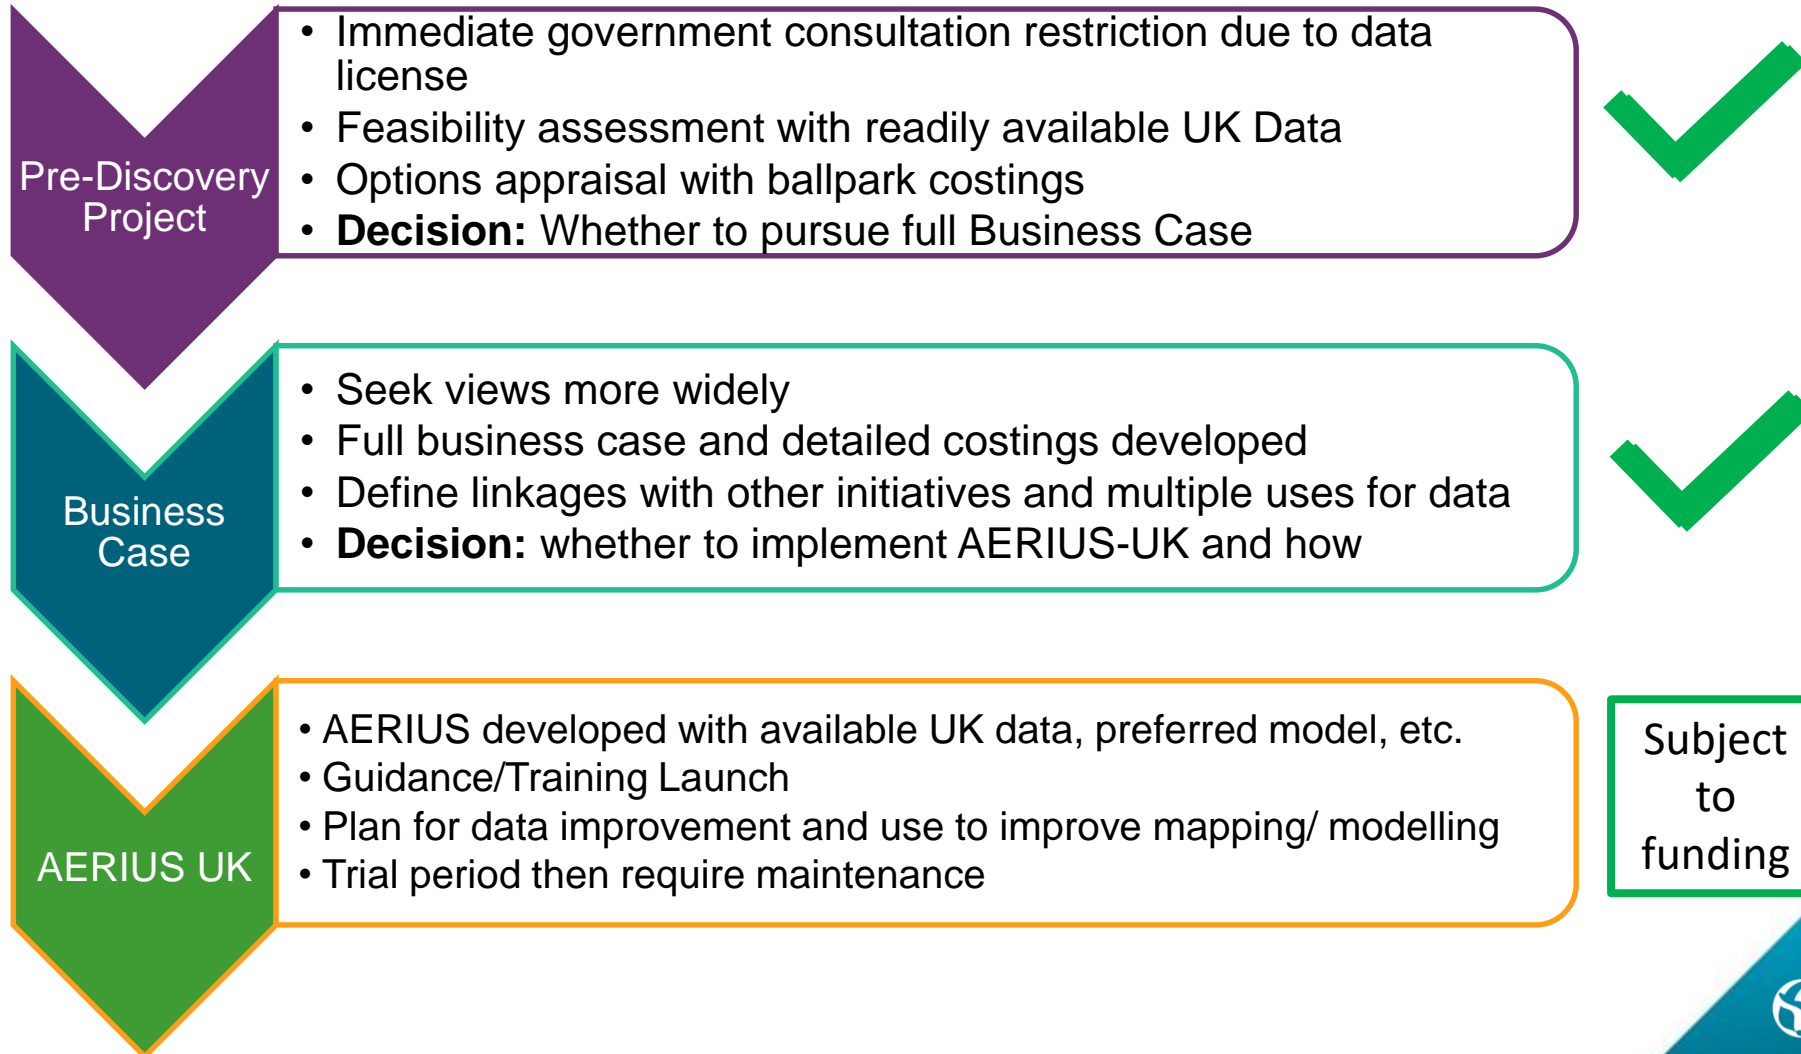 Pre-Discovery
Project
• Immediate government consultation restriction due to data
license
• Feasibility assessment with readily available UK Data
• Options appraisal with ballpark costings
• Decision: Whether to pursue full Business Case
Business
Case
• Seek views more widely
• Full business case and detailed costings developed
• Define linkages with other initiatives and multiple uses for data
• Decision: whether to implement AERIUS-UK and how
AERIUS UK
• AERIUS developed with available UK data, preferred model, etc.
• Guidance/Training Launch
• Plan for data improvement and use to improve mapping/ modelling
• Trial period then require maintenance
Subject
to
funding